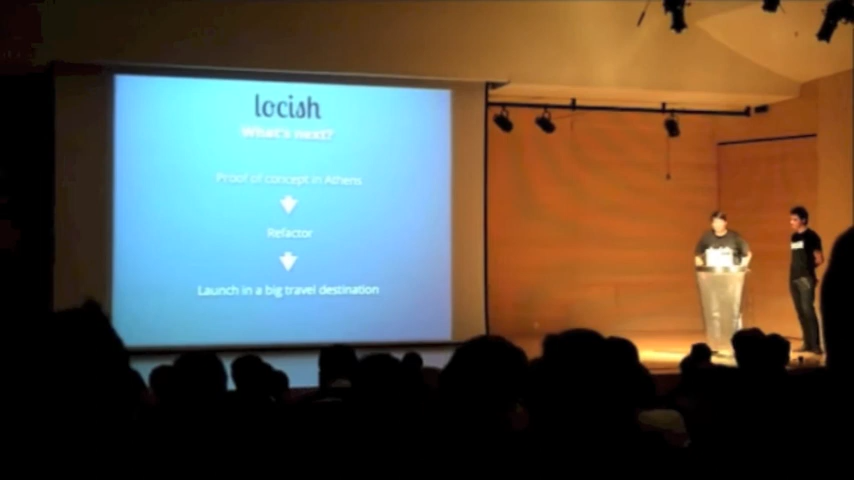 locish
What's next?
Proof of concept in Athens
Refactor
Launch in a big travel destination